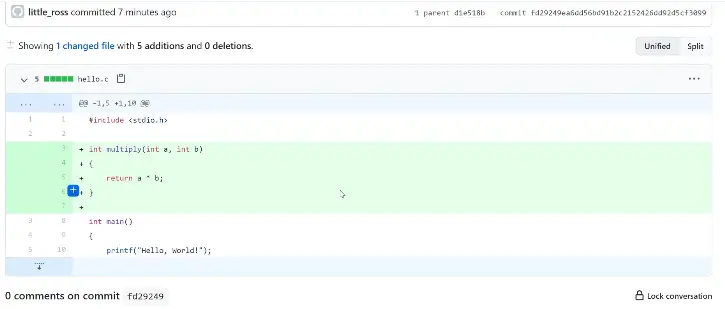 little_ross committed 7 minutes ago
1 parent d1e518b commit fd29249ea6dd56bd91b2c2152426dd92d5cf3099
Showing 1 changed file with 5 additions and 0 deletions.
Unified Split
5 hello.c
... ... @@ -1,5 +1,10 @@
1 1 #include <stdio.h>
2 2
3 + int multiply(int a, int b)
4 + {
5 + return a * b;
6 + }
7 +
3 8 int main()
4 9 {
5 10 printf("Hello, World!");
0 comments on commit fd29249
Lock conversation